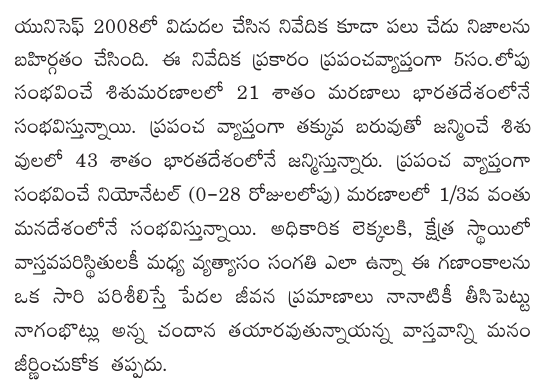 యునిసెఫ్ 2008లో విడుదల చేసిన నివేదిక కూడా పలు చేదు నిజాలను
బహిర్గతం చేసింది. ఈ నివేదిక ప్రకారం ప్రపంచవ్యాప్తంగా 5సం.లోపు
సంభవించే శిశుమరణాలలో 21 శాతం మరణాలు భారతదేశంలోనే
సంభవిస్తున్నాయి. ప్రపంచ వ్యాప్తంగా తక్కువ బరువుతో జన్మించే శిశు
వులలో 43 శాతం భారతదేశంలోనే జన్మిస్తున్నారు. ప్రపంచ వ్యాప్తంగా
సంభవించే నియోనేటల్ (0-28 రోజులలోపు) మరణాలలో 1/3వ వంతు
మనదేశంలోనే సంభవిస్తున్నాయి. అధికారిక లెక్కలకి, క్షేత్ర స్థాయిలో
వాస్తవపరిస్థితులకీ మధ్య వ్యత్యాసం సంగతి ఎలా ఉన్నా ఈ గణాంకాలను
ఒక సారి పరిశీలిస్తే పేదల జీవన ప్రమాణాలు నానాటికీ తీసిపెట్టు
నాగంభొట్లు అన్న చందాన తయారవుతున్నాయన్న వాస్తవాన్ని మనం
జీర్ణించుకోక తప్పదు.